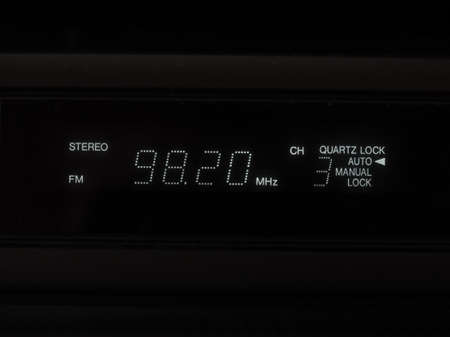 STEREO
FM
98.20 MHz
CH
3
QUARTZ LOCK
AUTO
MANUAL
LOCK